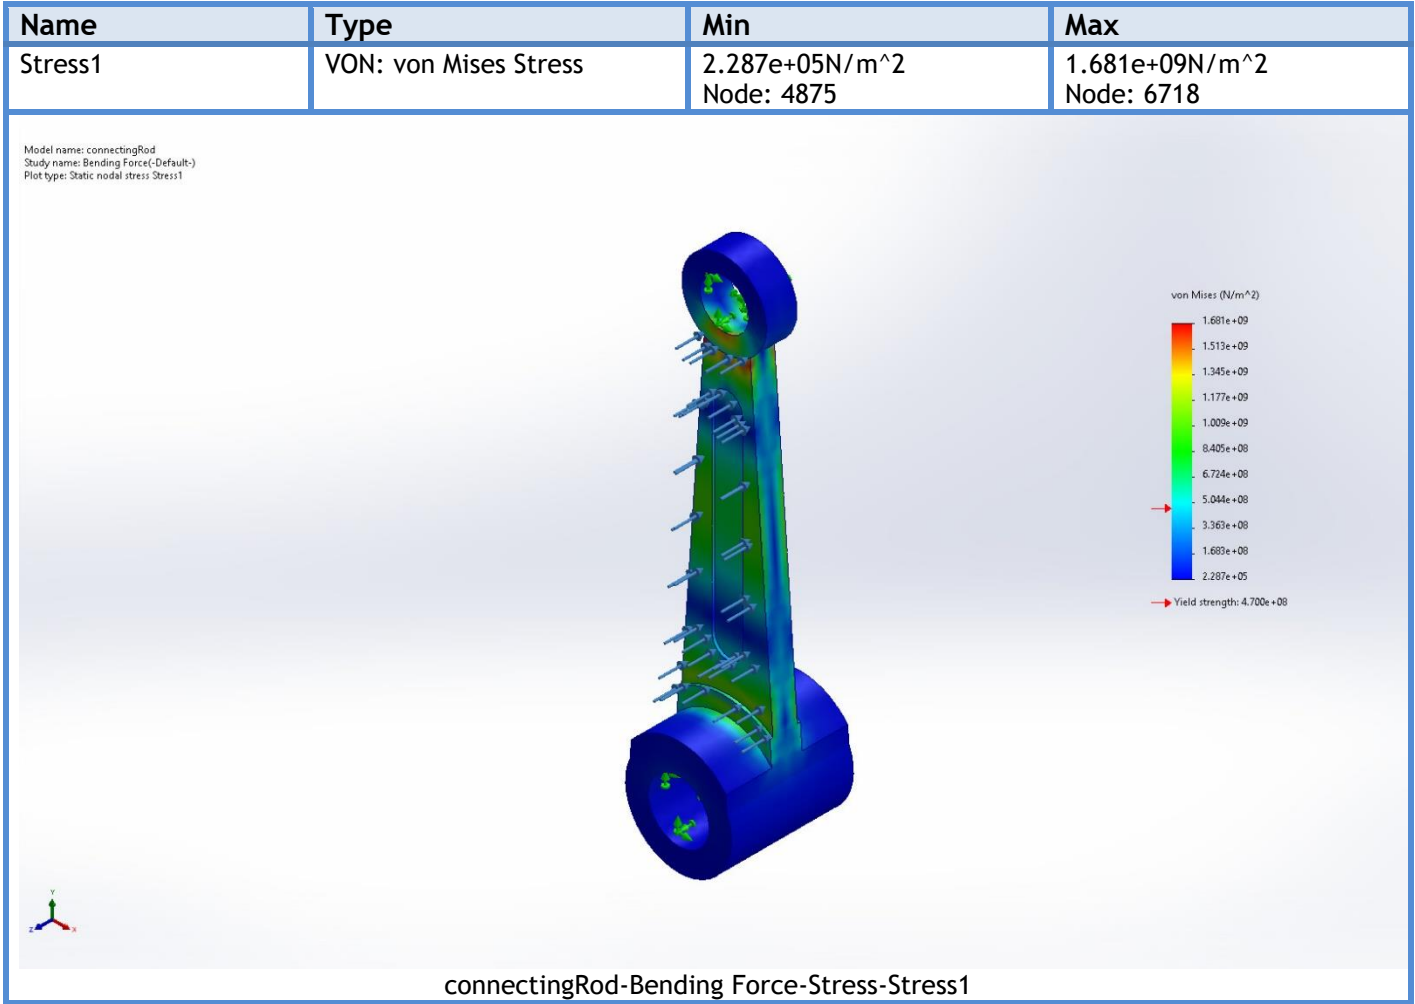 Name Type Min Max
Stress1 VON: von Mises Stress 2.287e+05N/m^2 1.681e+09N/m^2
Node: 4875 Node: 6718
Model name: connectingRod
Study name: Bending Force(-Default-)
Plot type: Static nodal stress Stress1
von Mises (N/m^2)
1.681e+09
1.513e+09
1.345e+09
1.177e+09
1.009e+09
8.405e+08
6.724e+08
5.044e+08
3.363e+08
1.683e+08
2.287e+05
Yield strength: 4.700e+08
Y
Z X
connectingRod-Bending Force-Stress-Stress1